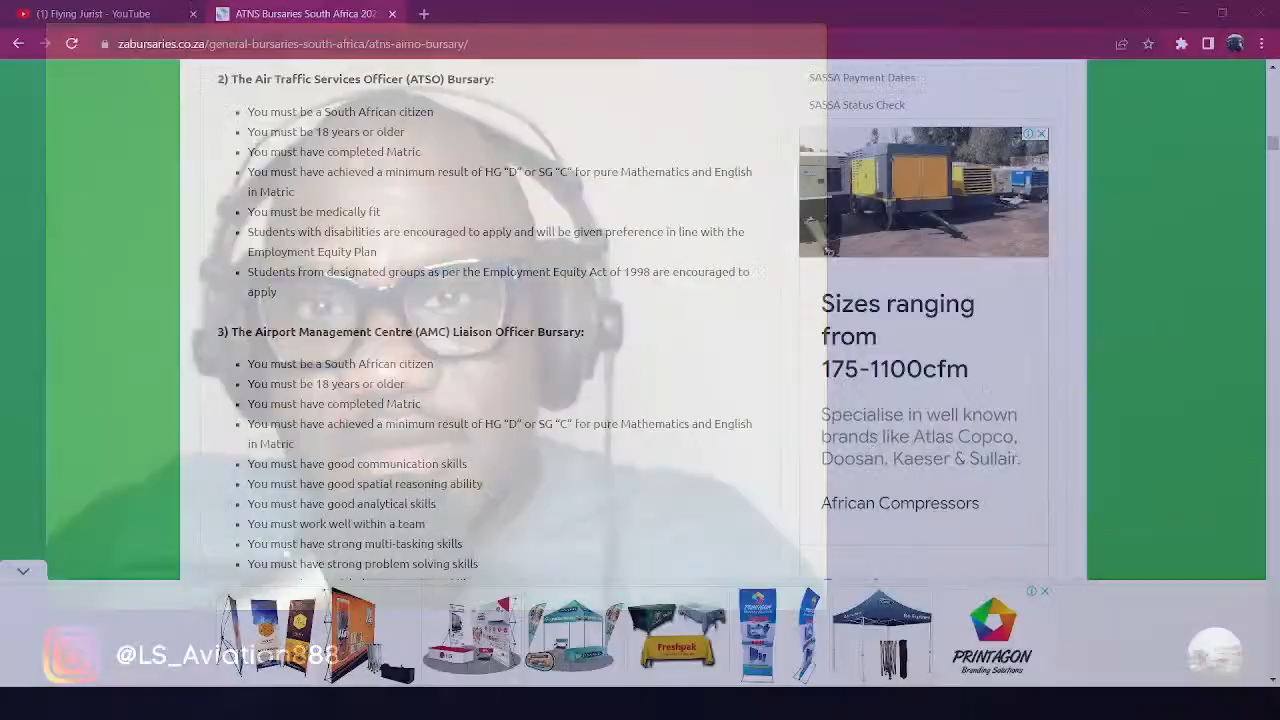 (1) Flying Jurist - YouTube
ATNS Bursaries South Africa 202
zabursaries.co.za/general-bursaries-south-africa/atns-aimo-bursary/
2) The Air Traffic Services Officer (ATSO) Bursary:
You must be a South African citizen
You must be 18 years or older
You must have completed Matric
You must have achieved a minimum result of HG “D” or SG “C” for pure Mathematics and English
in Matric
You must be medically fit
Students with disabilities are encouraged to apply and will be given preference in line with the
Employment Equity Plan
Students from designated groups as per the Employment Equity Act of 1998 are encouraged to
apply
3) The Airport Management Centre (AMC) Liaison Officer Bursary:
You must be a South African citizen
You must be 18 years or older
You must have completed Matric
You must have achieved a minimum result of HG “D” or SG “C” for pure Mathematics and English
in Matric
You must have good communication skills
You must have good spatial reasoning ability
You must have good analytical skills
You must work well within a team
You must have strong multi-tasking skills
You must have strong problem solving skills
SASSA Payment Dates
SASSA Status Check
Sizes ranging
from
175-1100cfm
Specialise in well known
brands like Atlas Copco,
Doosan, Kaeser & Sullair.
African Compressors
Freshpak
PRINTAGON
Branding Solutions
@LS_Aviation888